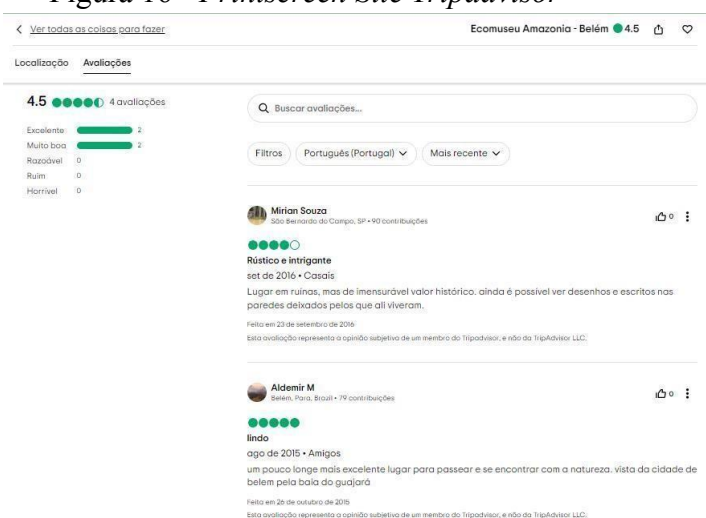 Figura 16 - Printscreen Site Tripadvisor
Ver todas as coisas para fazer
Ecomuseu Amazonia - Belém 4.5
Localização Avaliações
4.5 4 avaliações
Excelente 2
Muito boa 2
Razoável 0
Ruim 0
Horrível 0
Buscar avaliações...
Filtros Português (Portugal) Mais recente
Mirian Souza
São Bernardo do Campo, SP • 90 contribuições
0
Rústico e intrigante
set de 2016 • Casais
Lugar em ruínas, mas de imensurável valor histórico. ainda é possível ver desenhos e escritos nas
paredes deixados pelos que ali viveram.
Feita em 23 de setembro de 2016
Esta avaliação representa a opinião subjetiva de um membro do Tripadvisor, e não da TripAdvisor LLC.
Aldemir M
Belém, Para, Brazil • 79 contribuições
0
lindo
ago de 2015 • Amigos
um pouco longe mais excelente lugar para passear e se encontrar com a natureza. vista da cidade de
belem pela baia do guajará
Feita em 26 de outubro de 2015
Esta avaliação representa a opinião subjetiva de um membro do Tripadvisor, e não da TripAdvisor LLC.